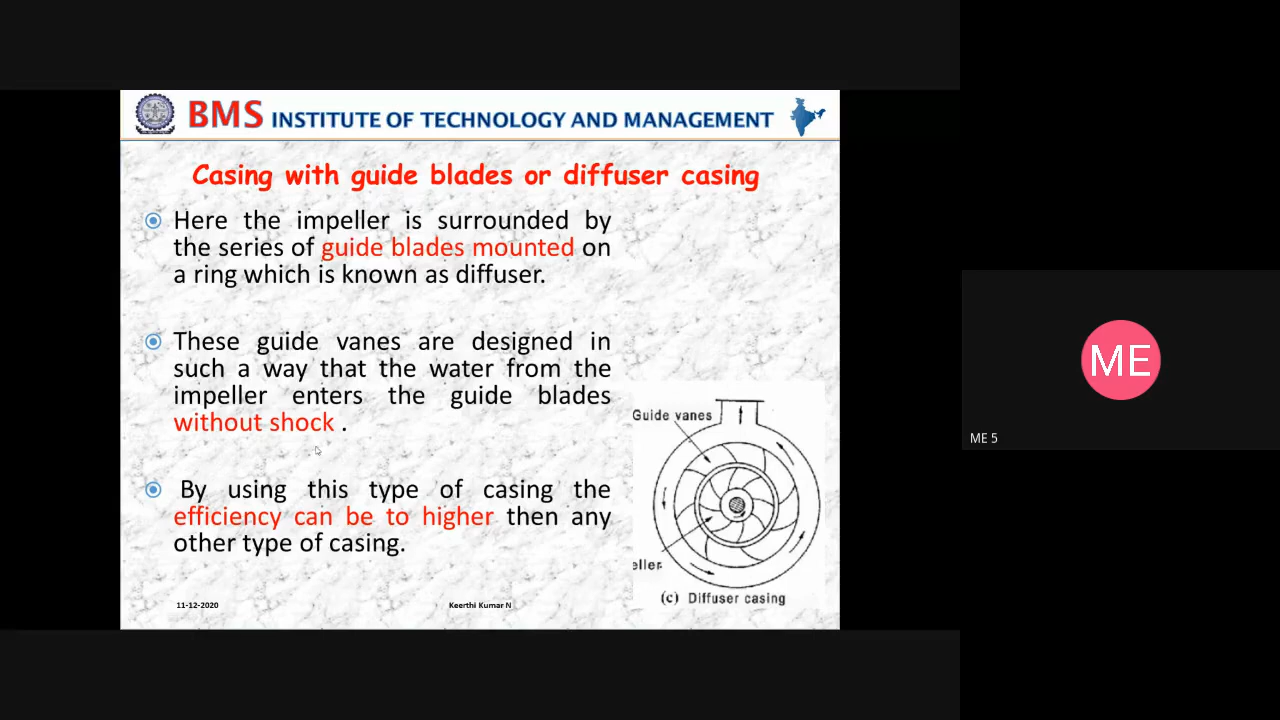 BMS INSTITUTE OF TECHNOLOGY AND MANAGEMENT
Casing with guide blades or diffuser casing
Here the impeller is surrounded by
the series of guide blades mounted on
a ring which is known as diffuser.
These guide vanes are designed in
such a way that the water from the
impeller enters the guide blades
without shock .
By using this type of casing the
efficiency can be to higher then any
other type of casing.
Guide vanes
eller
(c) Diffuser casing
11-12-2020
Keerthi Kumar N
ME
ME 5